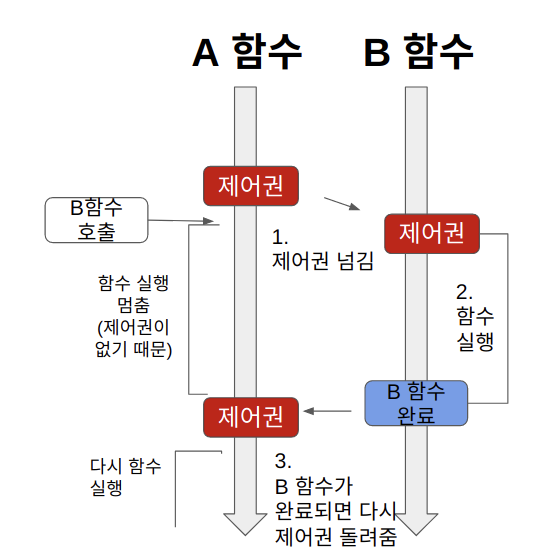 A 함수
B 함수
제어권
B함수
호출
제어권
1.
제어권 넘김
함수 실행
멈춤
(제어권이
없기 때문)
2.
함수
실행
B 함수
완료
제어권
다시 함수
실행
3.
B 함수가
완료되면 다시
제어권 돌려줌